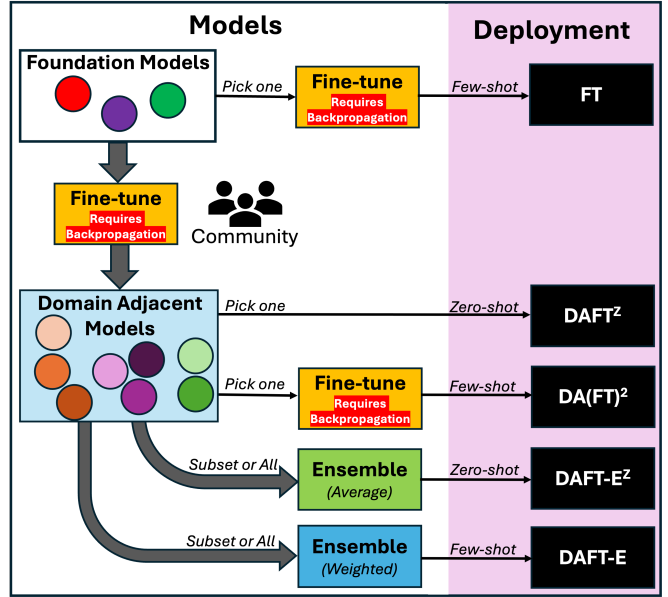 Models
Deployment
Foundation Models
Pick one
Fine-tune
Requires
Backpropagation
Few-shot
FT
Fine-tune
Requires
Backpropagation
Community
Domain Adjacent
Models
Pick one
Zero-shot
DAFTᶻ
Pick one
Fine-tune
Requires
Backpropagation
Few-shot
DA(FT)²
Subset or All
Ensemble
(Average)
Zero-shot
DAFT-Eᶻ
Subset or All
Ensemble
(Weighted)
Few-shot
DAFT-E